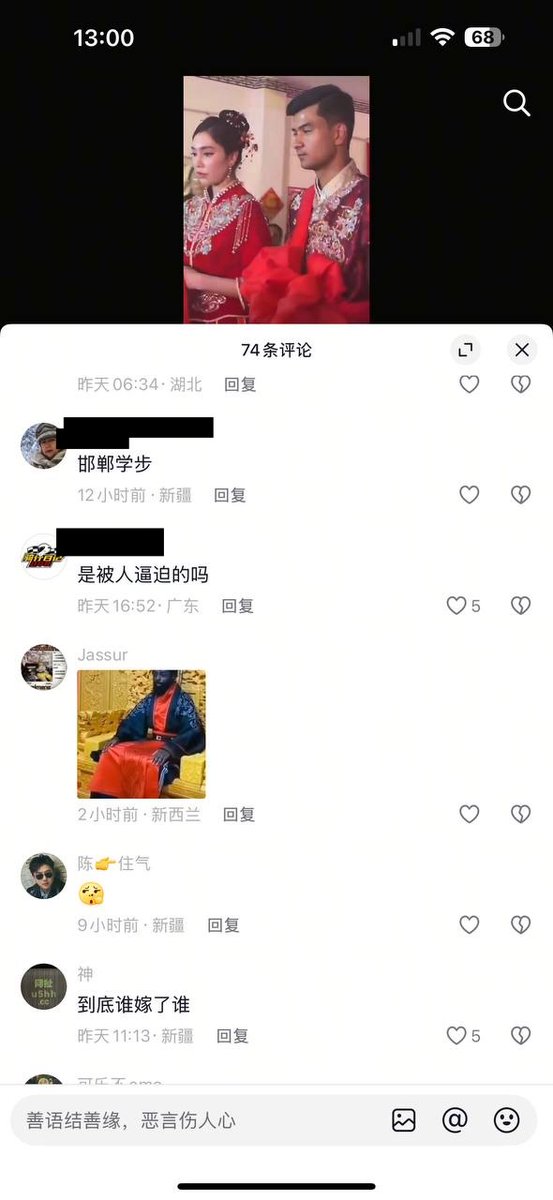 13:00
68
74条评论
昨天 06:34 · 湖北 回复
邯郸学步
12小时前 · 新疆 回复
是被人逼迫的吗
昨天 16:52 · 广东 回复 5
Jassur
2小时前 · 新西兰 回复
陈👉住气
9小时前 · 新疆 回复
神
到底谁嫁了谁
昨天 11:13 · 新疆 回复 5
善语结善缘，恶言伤人心